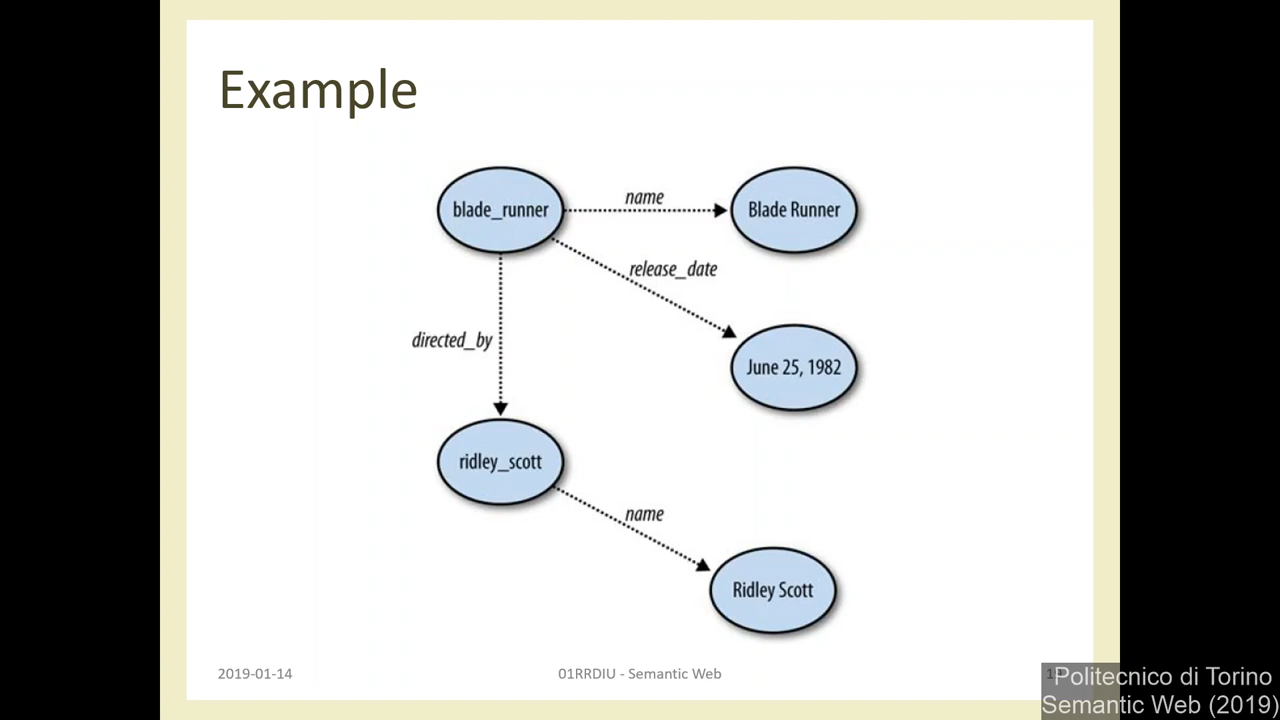 Example
blade_runner
name
Blade Runner
release_date
directed_by
June 25, 1982
ridley_scott
name
Ridley Scott
2019-01-14
01RRDIU - Semantic Web
Politecnico di Torino
Semantic Web (2019)